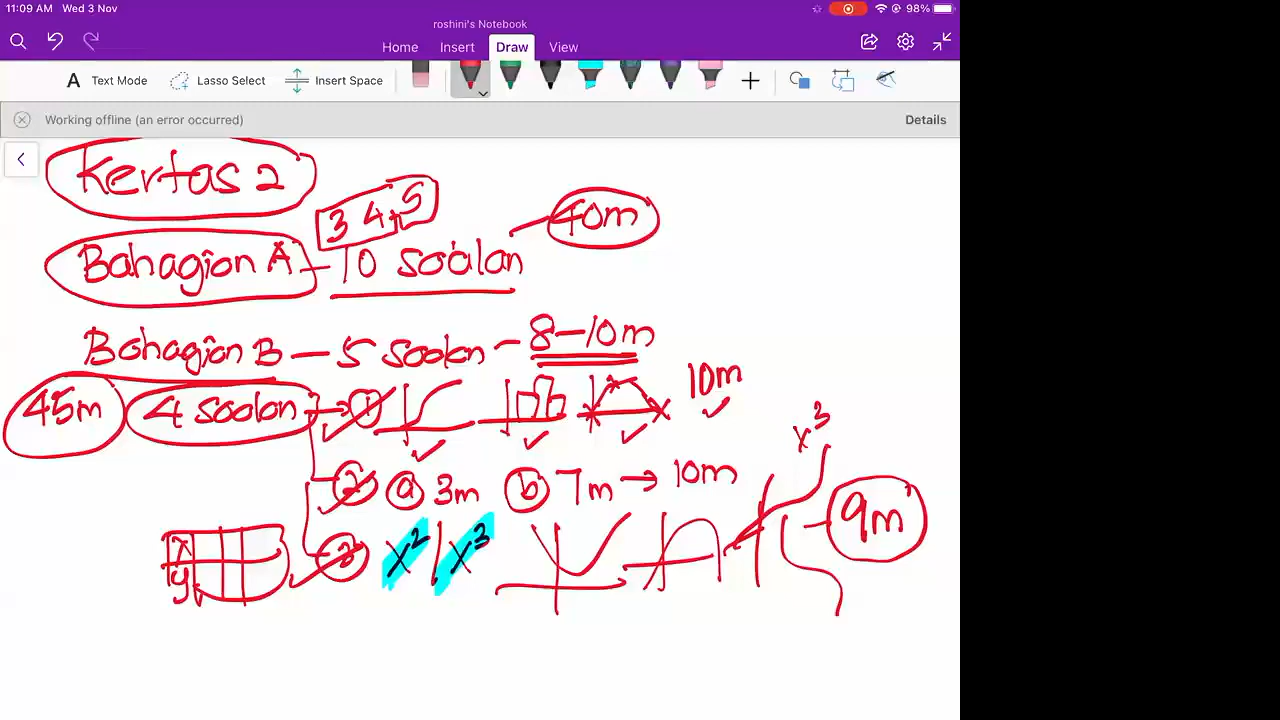 11:09 AM Wed 3 Nov
98%
roshini's Notebook
Home Insert Draw View
A Text Mode Lasso Select Insert Space
Working offline (an error occurred) Details
Kertas 2
3 4,5
Bahagian A - 10 soalan - 40m
Bahagian B - 5 soalan - 8-10m
45m 4 soalan → 1 10m
x³
2 a 3m b 7m → 10m
x y 3 x² | x³ - 9m